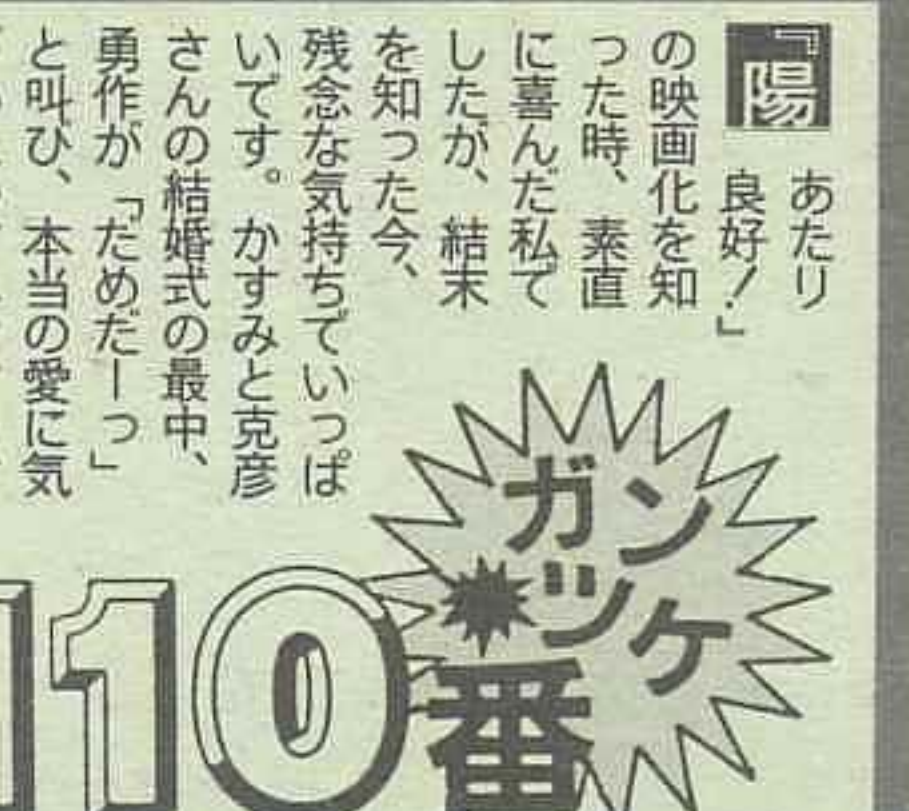 『陽あたり
良好!』
の映画化を知
った時、素直
に喜んだ私で
したが、結末
を知った今、
残念な気持ちでいっぱ
いです。かすみと克彦
さんの結婚式の最中、
勇作が「だめだーっ」
と叫び、本当の愛に気
ガンツケ
110番